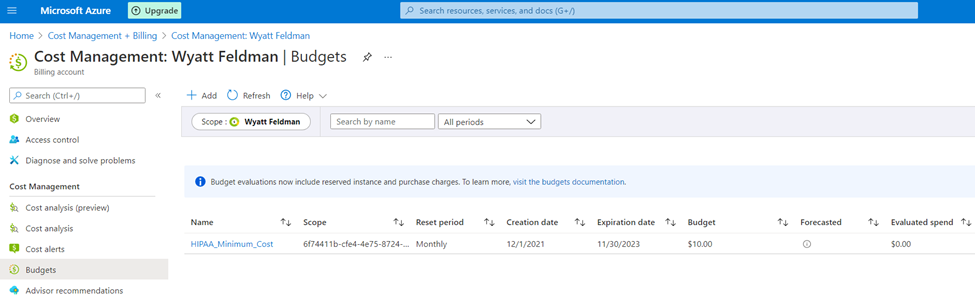 Microsoft Azure
Upgrade
Search resources, services, and docs (G+/)
Home > Cost Management + Billing > Cost Management: Wyatt Feldman
Cost Management: Wyatt Feldman | Budgets
Billing account
Search (Ctrl+/)
Overview
Access control
Diagnose and solve problems
Cost Management
Cost analysis (preview)
Cost analysis
Cost alerts
Budgets
Advisor recommendations
Add Refresh Help
Scope : Wyatt Feldman
Search by name
All periods
Budget evaluations now include reserved instance and purchase charges. To learn more, visit the budgets documentation.
Name Scope Reset period Creation date Expiration date Budget Forecasted Evaluated spend
HIPAA_Minimum_Cost 6f74411b-cfe4-4e75-8724-... Monthly 12/1/2021 11/30/2023 $10.00 $0.00